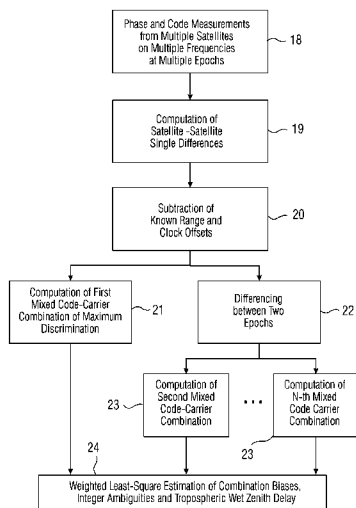 Phase and Code Measurements
from Multiple Satellites
on Multiple Frequencies
at Multiple Epochs
18
Computation of
Satellite -Satellite
Single Differences
19
Subtraction of
Known Range and
Clock Offsets
20
Computation of First
Mixed Code-Carrier
Combination of Maximum
Discrimination
21
Differencing
between Two
Epochs
22
23
Computation of
Second Mixed
Code-Carrier
Combination
...
Computation of
N-th Mixed
Code Carrier
Combination
23
24
Weighted Least-Square Estimation of Combination Biases,
Integer Ambiguities and Tropospheric Wet Zenith Delay